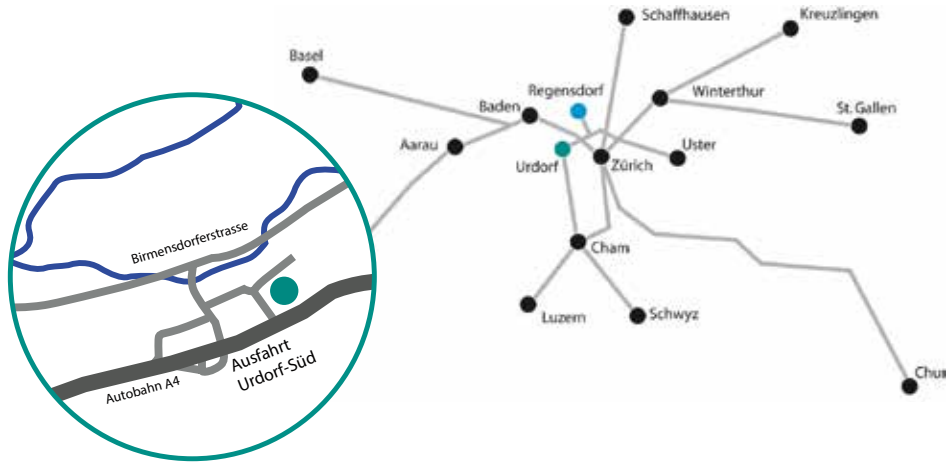 Schaffhausen
Kreuzlingen
Basel
Regensdorf
Winterthur
Baden
St. Gallen
Aarau
Uster
Urdorf
Zürich
Birmensdorferstrasse
Cham
Luzern
Schwyz
Ausfahrt
Urdorf-Süd
Autobahn A4
Chur